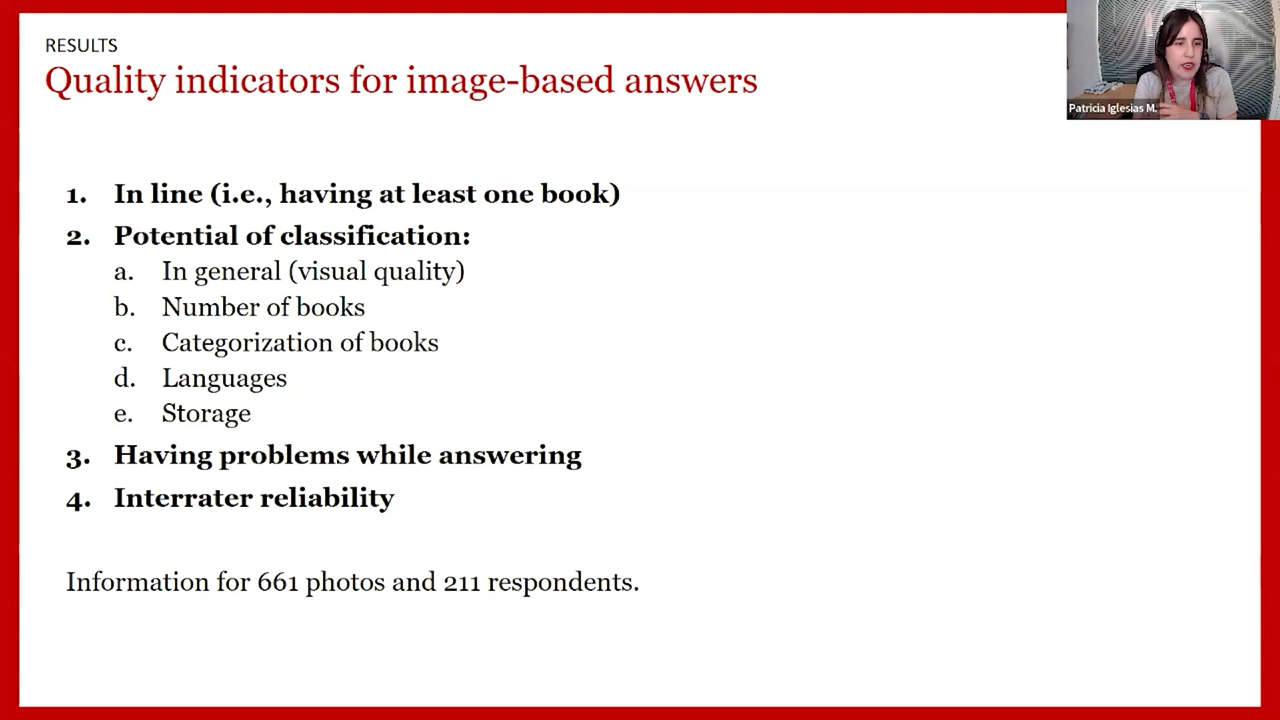 RESULTS
Quality indicators for image-based answers
Patricia Iglesias M.
1. In line (i.e., having at least one book)
2. Potential of classification:
a. In general (visual quality)
b. Number of books
c. Categorization of books
d. Languages
e. Storage
3. Having problems while answering
4. Interrater reliability
Information for 661 photos and 211 respondents.